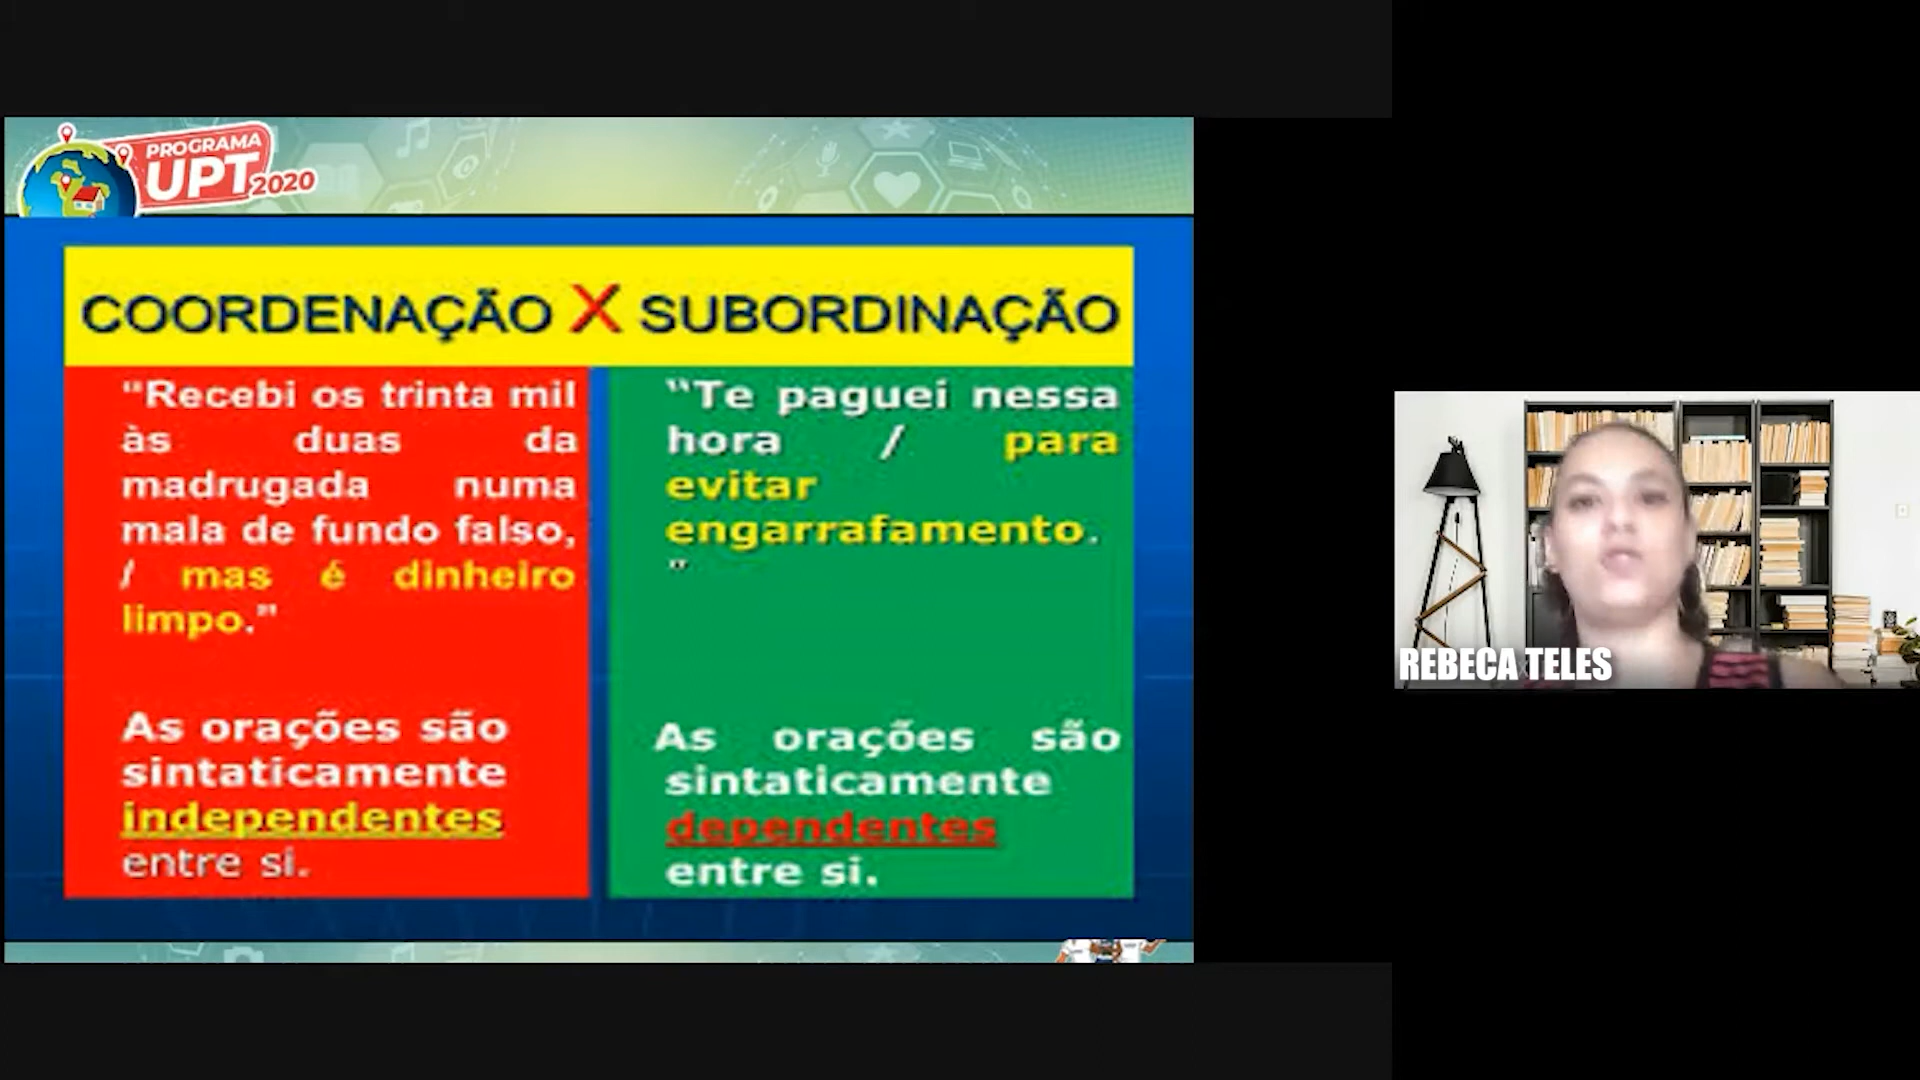 PROGRAMA
UPT 2020
COORDENAÇÃO X SUBORDINAÇÃO
“Recebi os trinta mil
às duas da
madrugada numa
mala de fundo falso,
/ mas é dinheiro
limpo.”
As orações são
sintaticamente
independentes
entre si.
“Te paguei nessa
hora / para
evitar
engarrafamento.
”
As orações são
sintaticamente
dependentes
entre si.
REBECA TELES